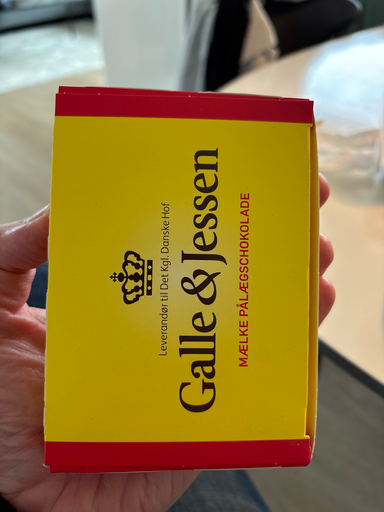 Leverandør til Det Kgl. Danske Hof
Galle & Jessen
MÆLKE PÅLÆGSCHOKOLADE